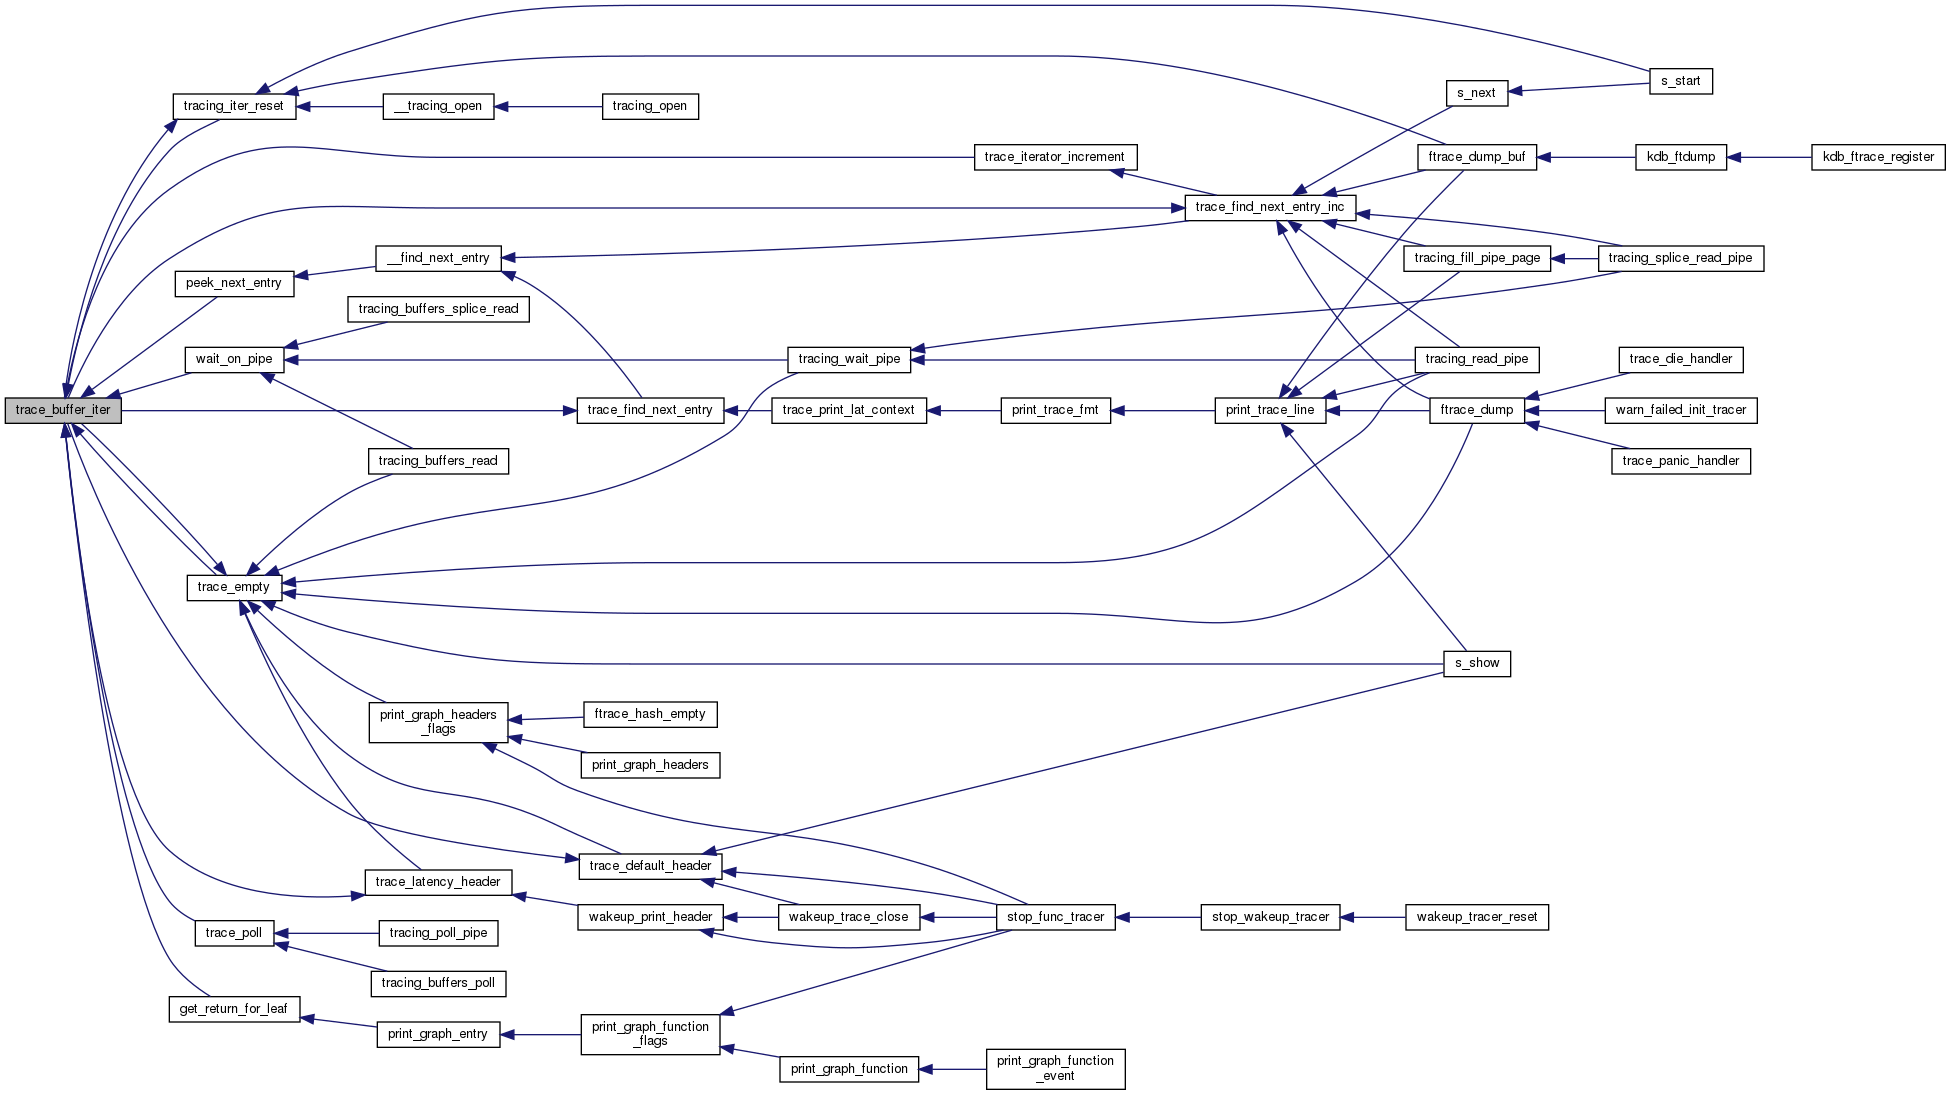 s_start
s_next
tracing_iter_reset
__tracing_open
tracing_open
trace_iterator_increment
ftrace_dump_buf
kdb_ftdump
kdb_ftrace_register
trace_find_next_entry_inc
__find_next_entry
tracing_fill_pipe_page
tracing_splice_read_pipe
peek_next_entry
tracing_buffers_splice_read
wait_on_pipe
tracing_wait_pipe
tracing_read_pipe
trace_die_handler
trace_buffer_iter
trace_find_next_entry
trace_print_lat_context
print_trace_fmt
print_trace_line
ftrace_dump
warn_failed_init_tracer
tracing_buffers_read
trace_panic_handler
trace_empty
s_show
print_graph_headers
_flags
ftrace_hash_empty
print_graph_headers
trace_default_header
trace_latency_header
wakeup_print_header
wakeup_trace_close
stop_func_tracer
stop_wakeup_tracer
wakeup_tracer_reset
trace_poll
tracing_poll_pipe
tracing_buffers_poll
get_return_for_leaf
print_graph_entry
print_graph_function
_flags
print_graph_function
print_graph_function
_event